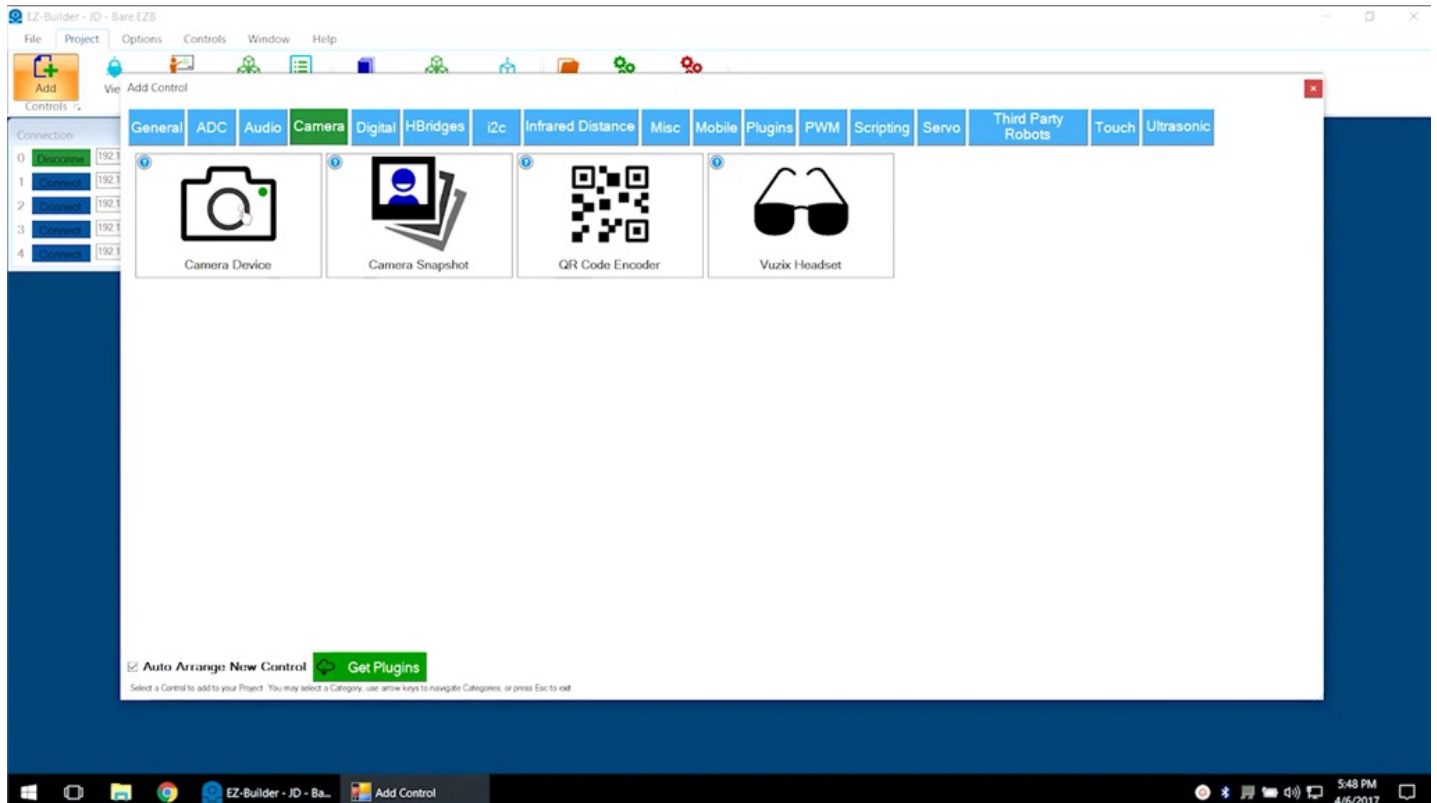 EZ-Builder - JD - Bare.EZB
File Project Options Controls Window Help
Add
Controls
Add Control
General ADC Audio Camera Digital HBridges i2c Infrared Distance Misc Mobile Plugins PWM Scripting Servo Third Party Robots Touch Ultrasonic
Connection
0 Disconne 192.1
1 Connect 192.1
2 Connect 192.1
3 Connect 192.1
4 Connect 192.1
Camera Device Camera Snapshot QR Code Encoder Vuzix Headset
Auto Arrange New Control Get Plugins
Select a Control to add to your Project. You may select a Category, use arrow keys to navigate Categories, or press Esc to exit
EZ-Builder - JD - Ba... Add Control
5:48 PM
4/6/2017